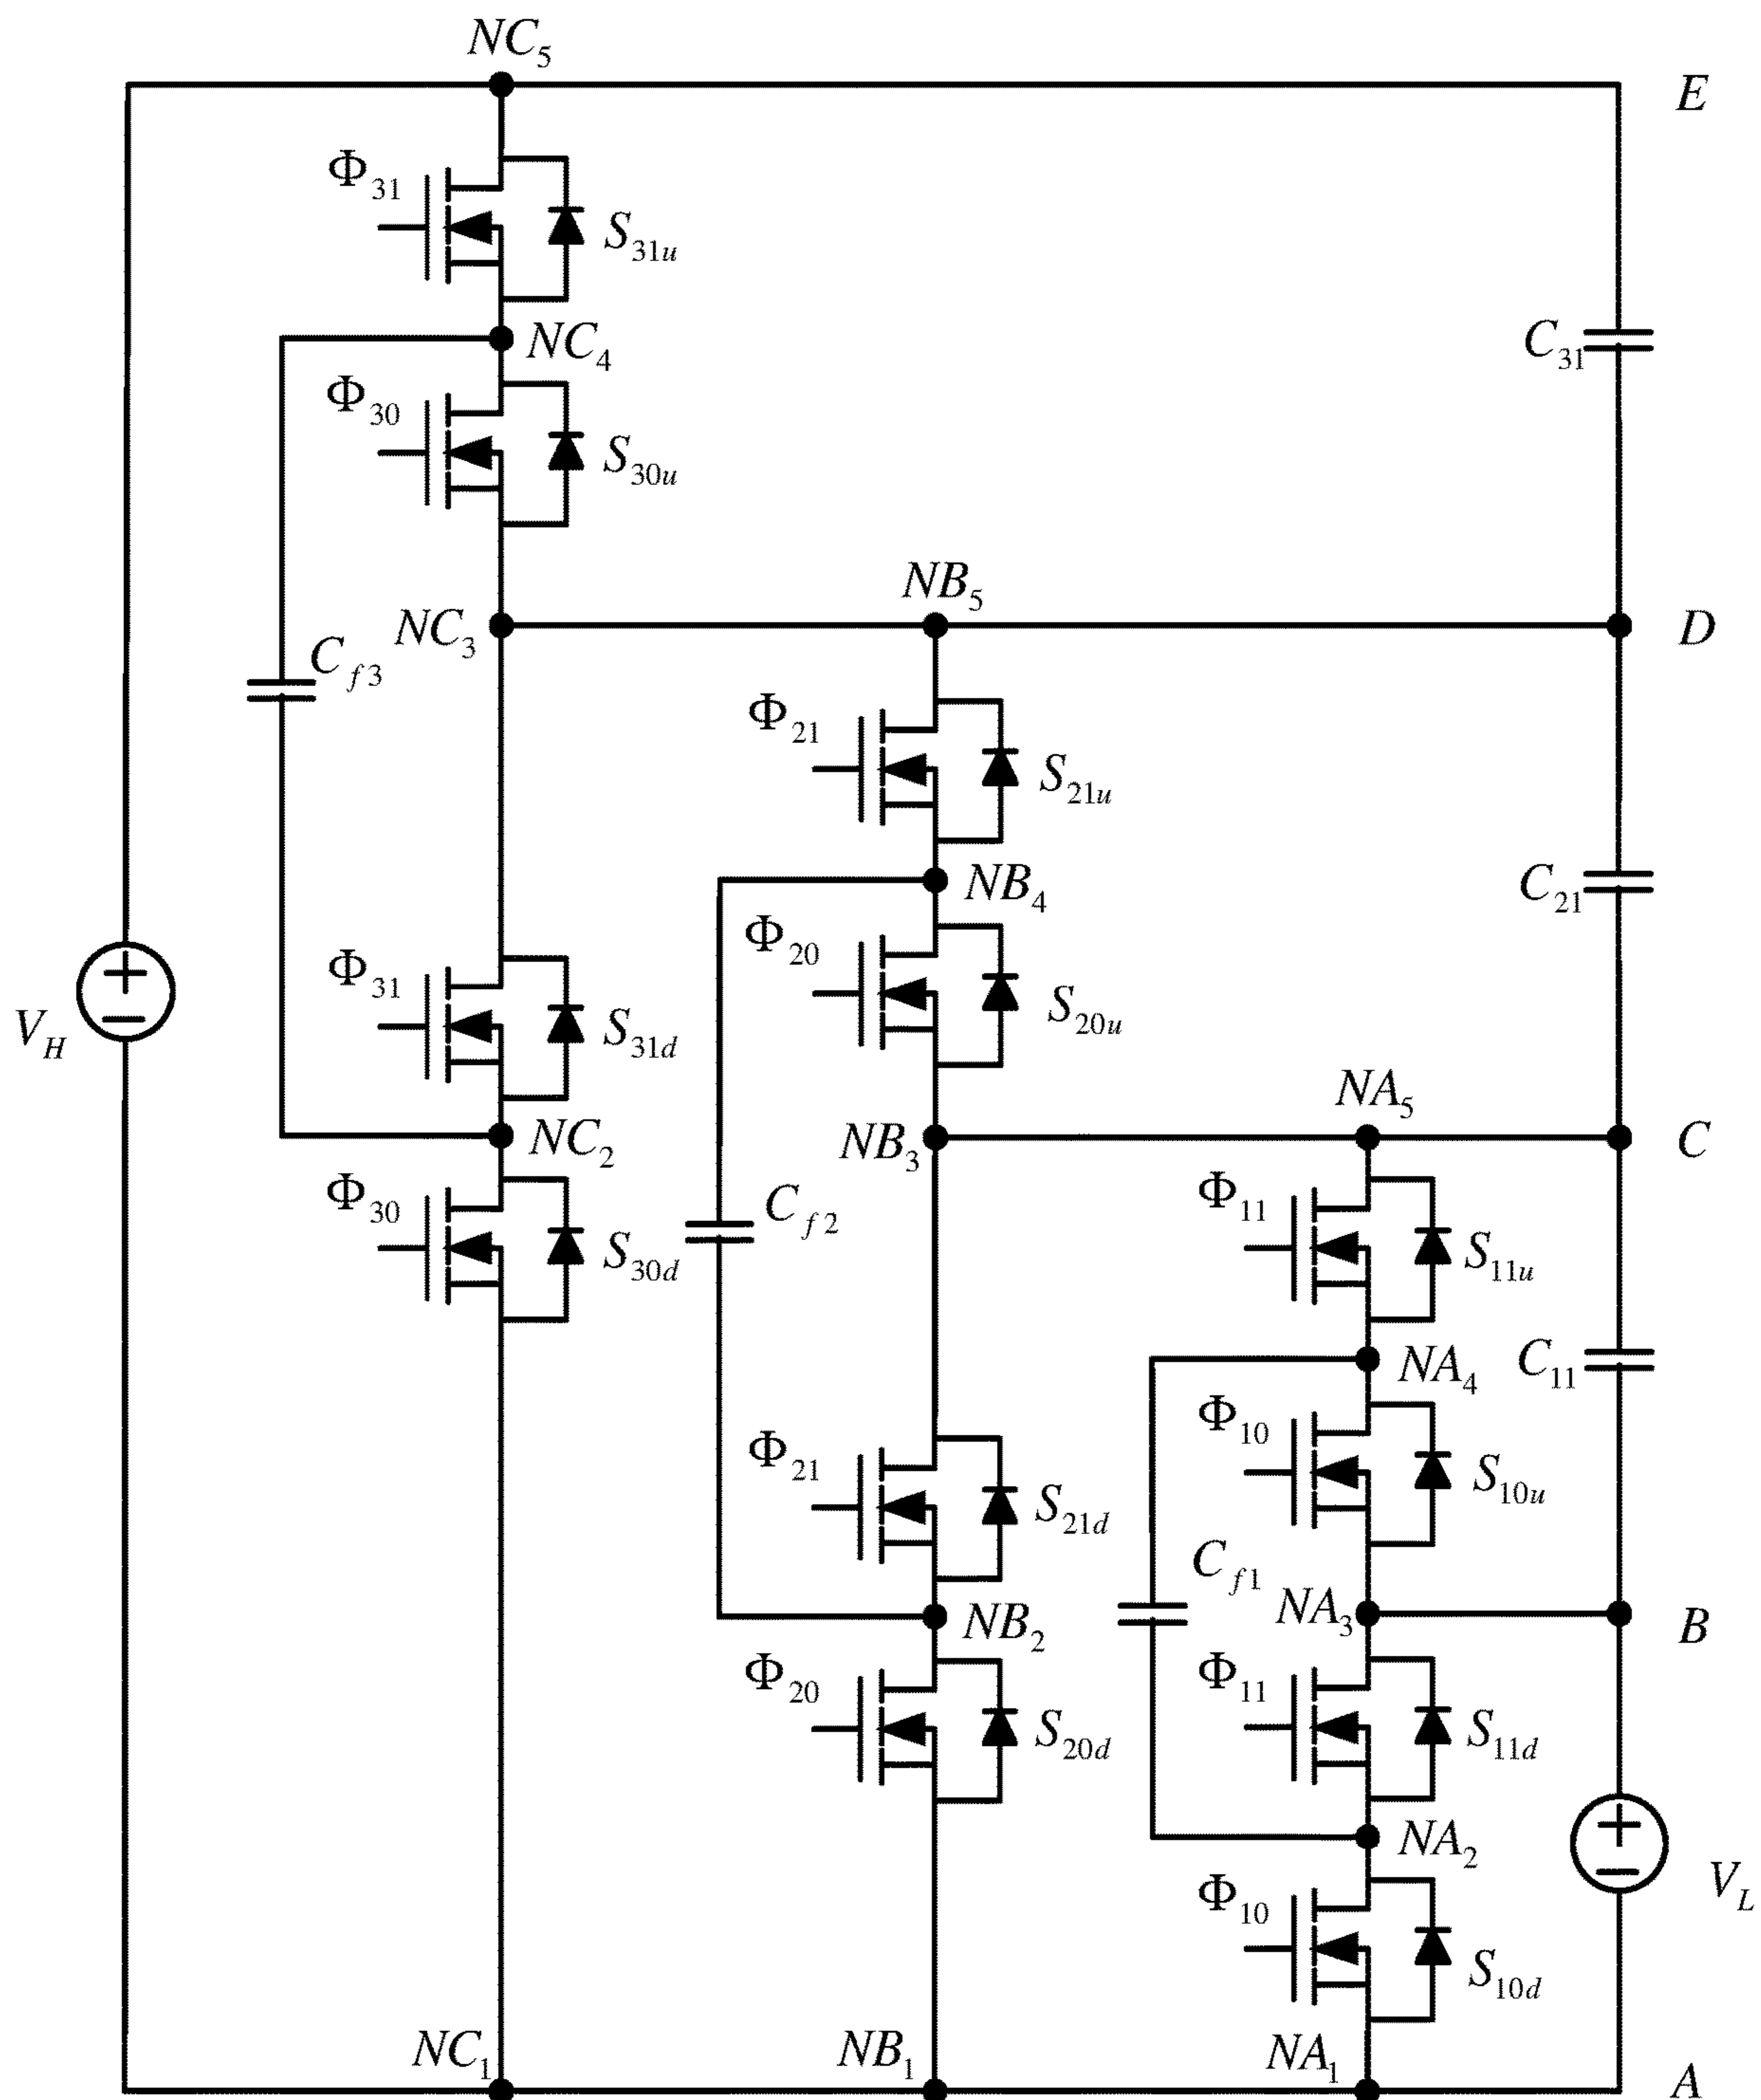 NC5
E
Φ31
S31u
C31
NC4
Φ30
S30u
NB5
NC3
D
Cf3
Φ21
S21u
NB4
C21
Φ20
Φ31
S20u
VH
S31d
NA5
NC2
NB3
C
Φ30
Φ11
Cf2
S30d
S11u
NA4
C11
Φ10
Φ21
S10u
S21d
Cf1
NA3
NB2
B
Φ20
Φ11
S20d
S11d
NA2
VL
Φ10
S10d
NC1
NB1
NA1
A